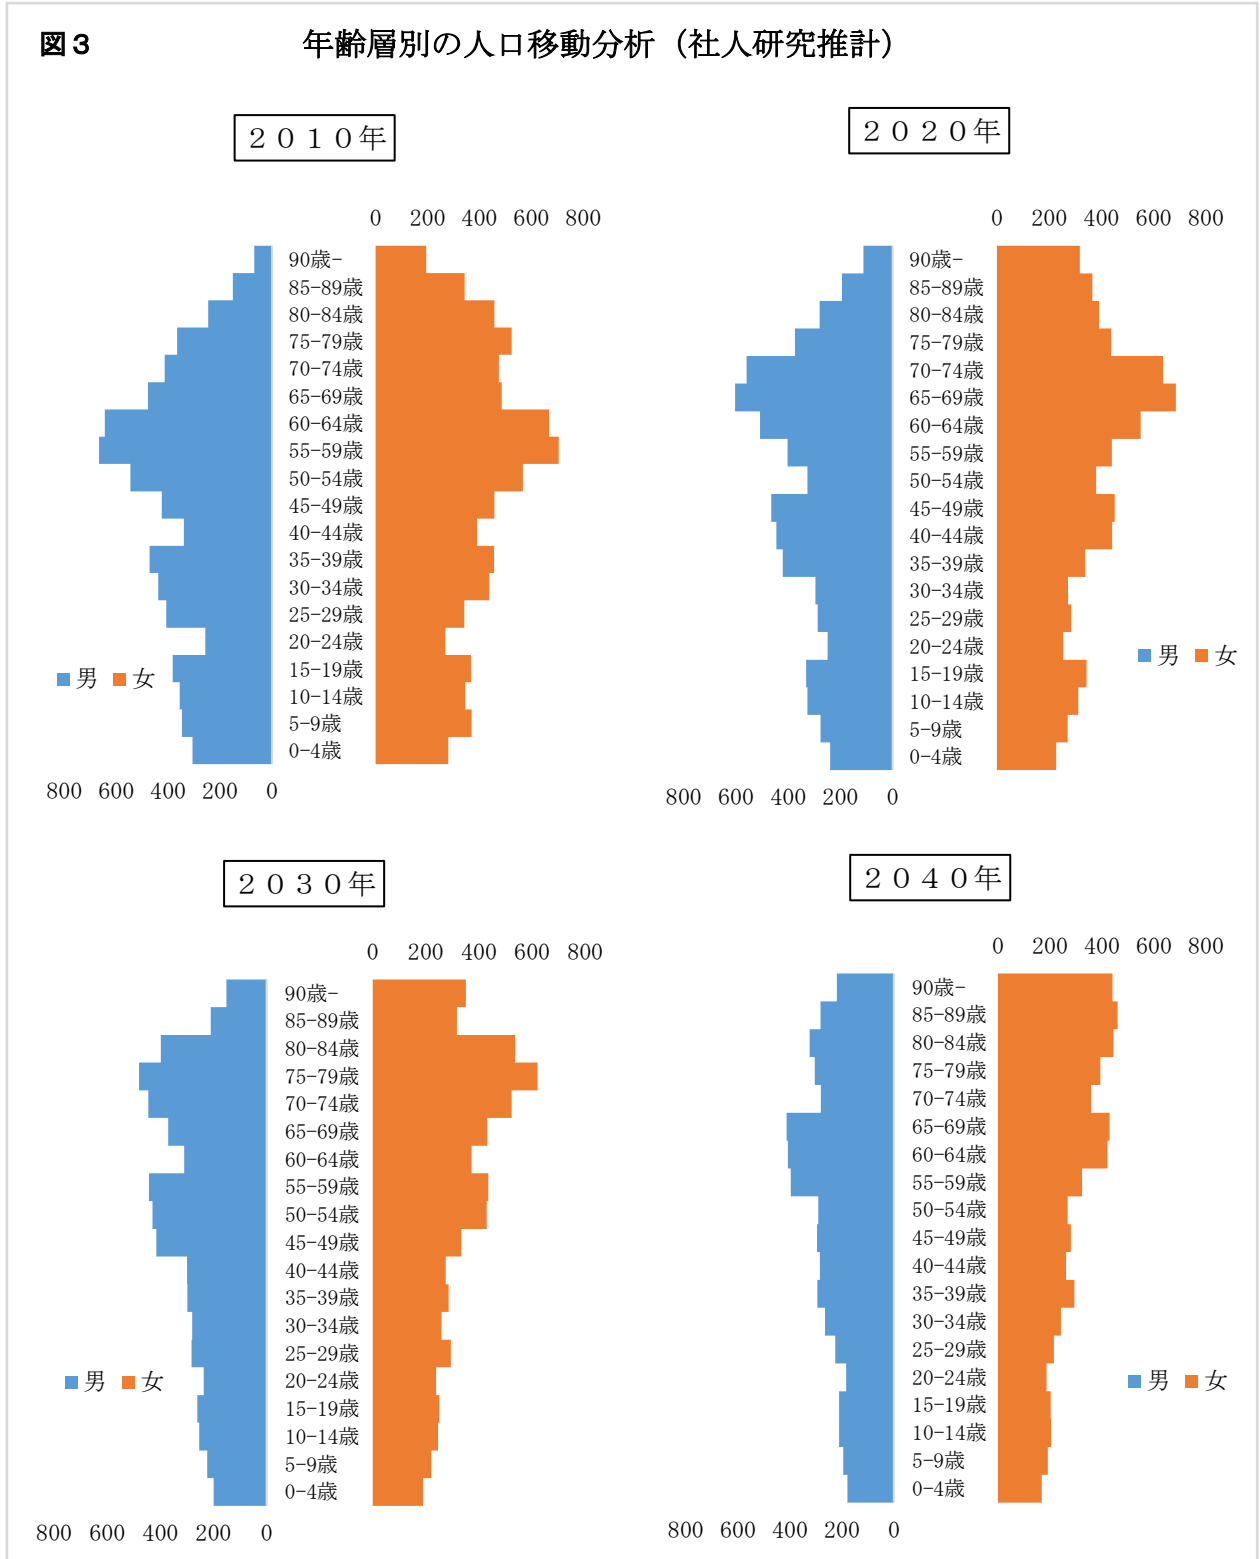 図３
年齢層別の人口移動分析（社人研究推計）
２０１０年
0 200 400 600 800
90歳-
85-89歳
80-84歳
75-79歳
70-74歳
65-69歳
60-64歳
55-59歳
50-54歳
45-49歳
40-44歳
35-39歳
30-34歳
25-29歳
20-24歳
15-19歳
10-14歳
5-9歳
0-4歳
男 女
800 600 400 200 0
２０２０年
0 200 400 600 800
90歳-
85-89歳
80-84歳
75-79歳
70-74歳
65-69歳
60-64歳
55-59歳
50-54歳
45-49歳
40-44歳
35-39歳
30-34歳
25-29歳
20-24歳
15-19歳
10-14歳
5-9歳
0-4歳
男 女
800 600 400 200 0
２０３０年
0 200 400 600 800
90歳-
85-89歳
80-84歳
75-79歳
70-74歳
65-69歳
60-64歳
55-59歳
50-54歳
45-49歳
40-44歳
35-39歳
30-34歳
25-29歳
20-24歳
15-19歳
10-14歳
5-9歳
0-4歳
男 女
800 600 400 200 0
２０４０年
0 200 400 600 800
90歳-
85-89歳
80-84歳
75-79歳
70-74歳
65-69歳
60-64歳
55-59歳
50-54歳
45-49歳
40-44歳
35-39歳
30-34歳
25-29歳
20-24歳
15-19歳
10-14歳
5-9歳
0-4歳
男 女
800 600 400 200 0